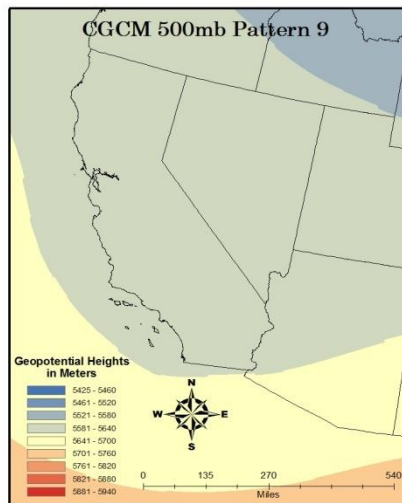 CGCM 500mb Pattern 9
Geopotential Heights
in Meters
5425 - 5460
5461 - 5520
5521 - 5580
5581 - 5640
5641 - 5700
5701 - 5760
5761 - 5820
5821 - 5880
5881 - 5940
N
W
E
S
0 135 270 540
Miles